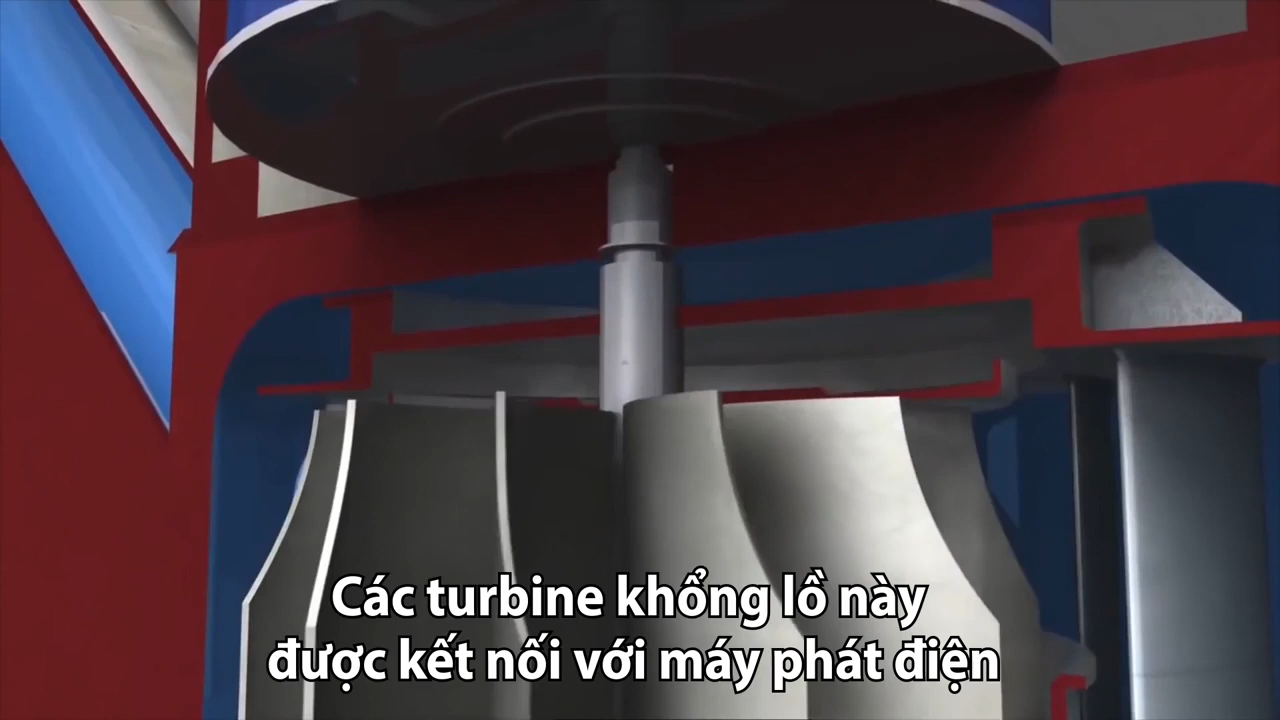 Các turbine khổng lồ này
được kết nối với máy phát điện